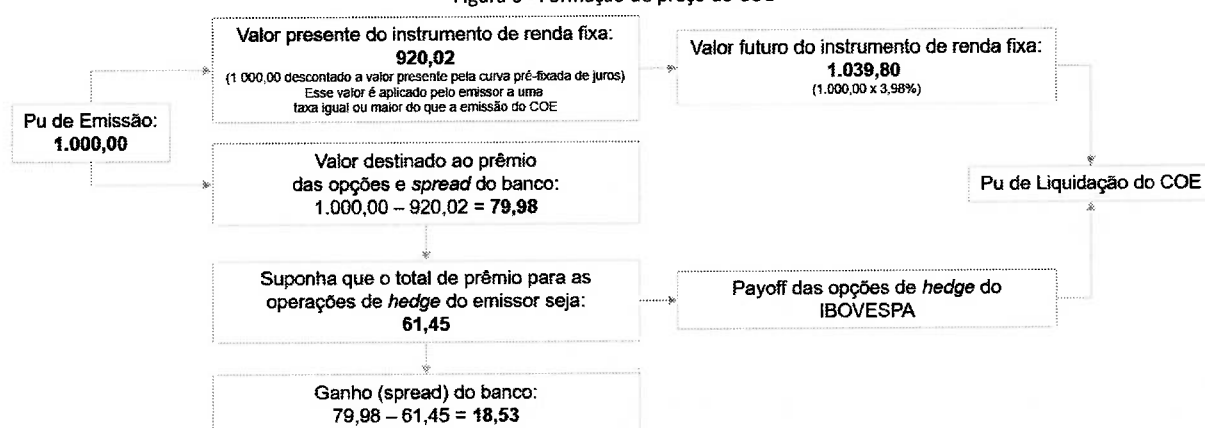 Figura 6 - Formação do preço do COE
Valor presente do instrumento de renda fixa:
920,02
(1 000,00 descontado a valor presente pela curva pré-fixada de juros)
Esse valor é aplicado pelo emissor a uma
taxa igual ou maior do que a emissão do COE
Valor futuro do instrumento de renda fixa:
1.039,80
(1.000,00 x 3,98%)
Pu de Emissão:
1.000,00
Valor destinado ao prêmio
das opções e spread do banco:
1.000,00 – 920,02 = 79,98
Pu de Liquidação do COE
Suponha que o total de prêmio para as
operações de hedge do emissor seja:
61,45
Payoff das opções de hedge do
IBOVESPA
Ganho (spread) do banco:
79,98 – 61,45 = 18,53